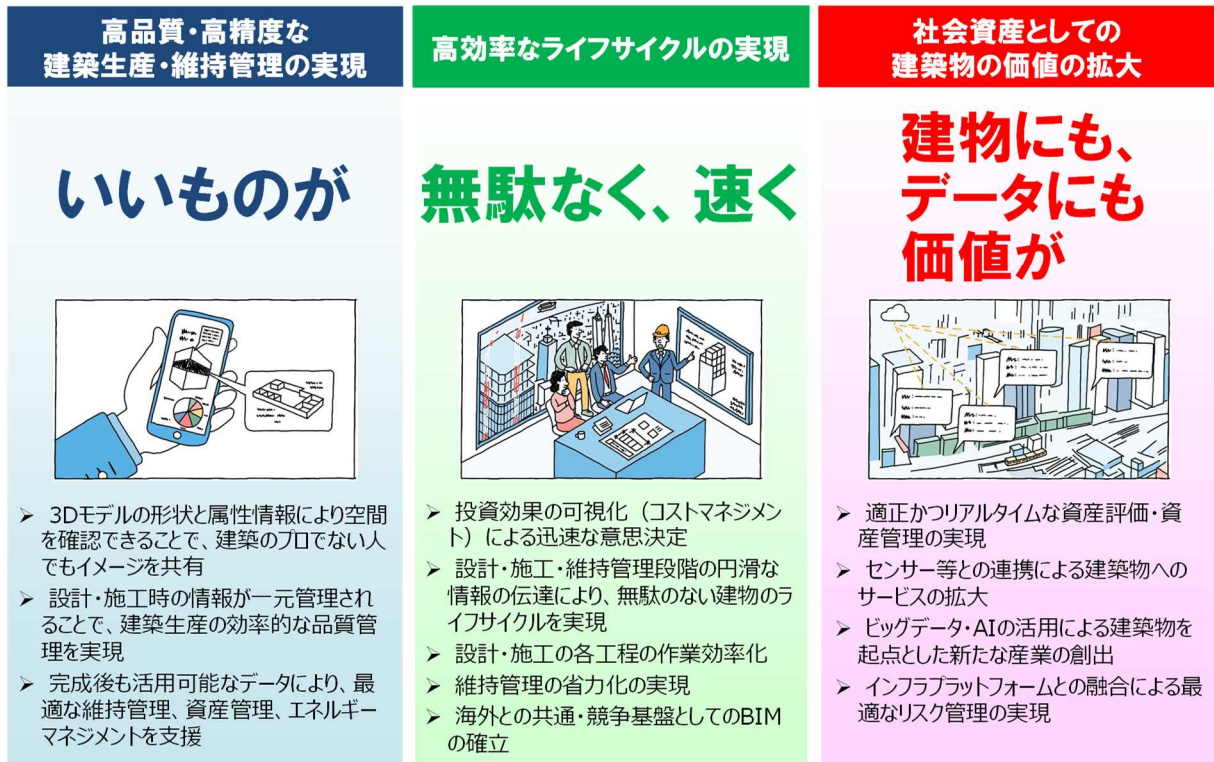 高品質・高精度な
建築生産・維持管理の実現
いいものが
➢ 3Dモデルの形状と属性情報により空間
を確認できることで、建築のプロでない人
でもイメージを共有
➢ 設計・施工時の情報が一元管理され
ることで、建築生産の効率的な品質管
理を実現
➢ 完成後も活用可能なデータにより、最
適な維持管理、資産管理、エネルギー
マネジメントを支援
高効率なライフサイクルの実現
無駄なく、速く
➢ 投資効果の可視化（コストマネジメン
ト）による迅速な意思決定
➢ 設計・施工・維持管理段階の円滑な
情報の伝達により、無駄のない建物のラ
イフサイクルを実現
➢ 設計・施工の各工程の作業効率化
➢ 維持管理の省力化の実現
➢ 海外との共通・競争基盤としてのBIM
の確立
社会資産としての
建築物の価値の拡大
建物にも、
データにも
価値が
➢ 適正かつリアルタイムな資産評価・資
産管理の実現
➢ センサー等との連携による建築物への
サービスの拡大
➢ ビッグデータ・AIの活用による建築物を
起点とした新たな産業の創出
➢ インフラプラットフォームとの融合による最
適なリスク管理の実現